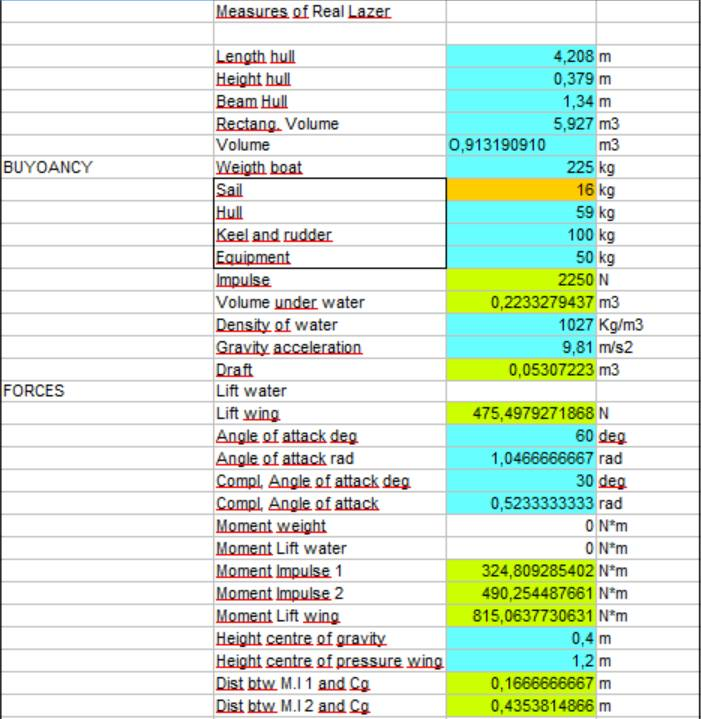 Measures of Real Lazer
Length hull 4,208 m
Height hull 0,379 m
Beam Hull 1,34 m
Rectang. Volume 5,927 m3
Volume O,913190910 m3
BUYOANCY Weigth boat 225 kg
Sail 16 kg
Hull 59 kg
Keel and rudder 100 kg
Equipment 50 kg
Impulse 2250 N
Volume under water 0,2233279437 m3
Density of water 1027 Kg/m3
Gravity acceleration 9,81 m/s2
Draft 0,05307223 m3
FORCES Lift water
Lift wing 475,4979271868 N
Angle of attack deg 60 deg
Angle of attack rad 1,0466666667 rad
Compl, Angle of attack deg 30 deg
Compl, Angle of attack 0,5233333333 rad
Moment weight 0 N*m
Moment Lift water 0 N*m
Moment Impulse 1 324,809285402 N*m
Moment Impulse 2 490,254487661 N*m
Moment Lift wing 815,0637730631 N*m
Height centre of gravity 0,4 m
Height centre of pressure wing 1,2 m
Dist btw M.I 1 and Cg 0,1666666667 m
Dist btw M.I 2 and Cg 0,4353814866 m